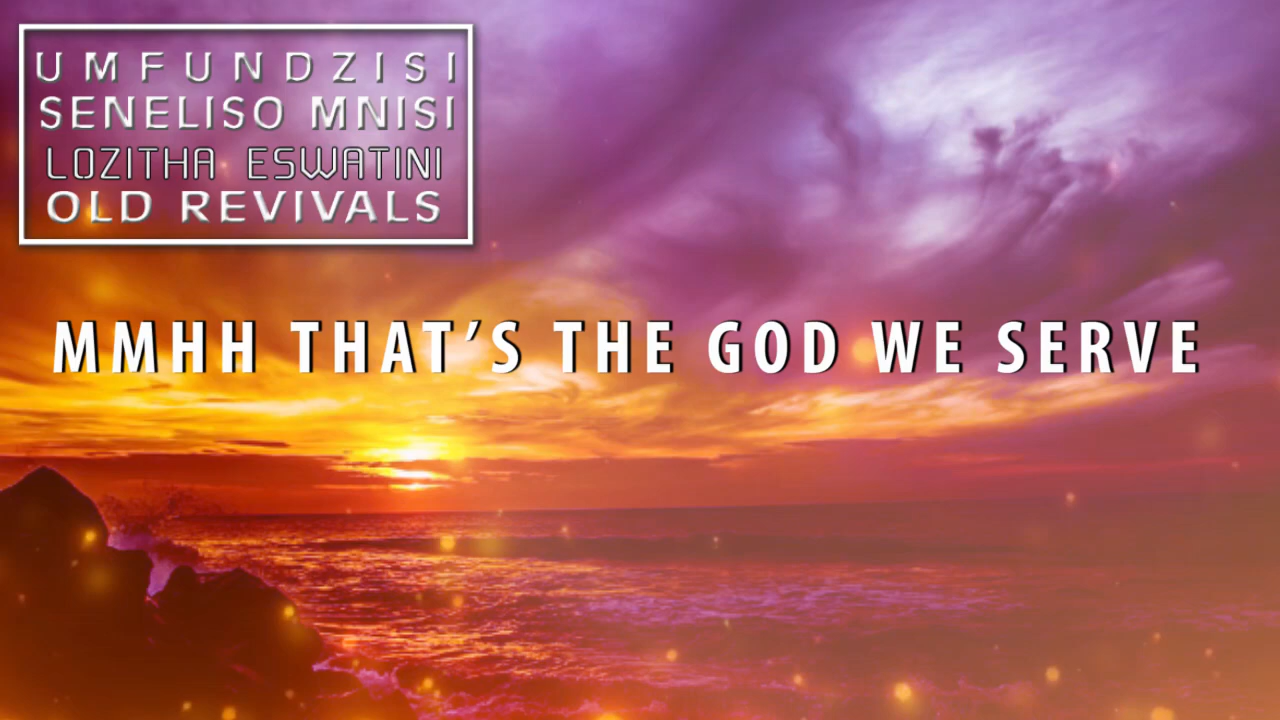 UMFUNDZISI
SENELISO MNISI
LOZITHA ESWATINI
OLD REVIVALS
MMHH THAT’S THE GOD WE SERVE